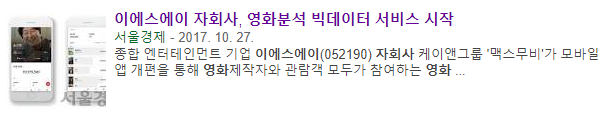 이에스에이 자회사, 영화분석 빅데이터 서비스 시작
서울경제 - 2017. 10. 27.
종합 엔터테인먼트 기업 이에스에이(052190) 자회사 케이앤그룹 '맥스무비'가 모바일
앱 개편을 통해 영화제작자와 관람객 모두가 참여하는 영화 ...
서울경